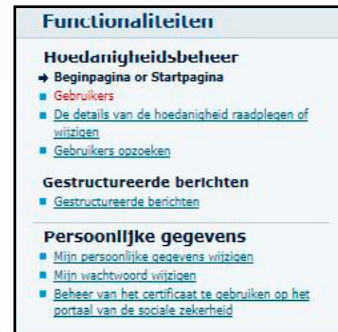 Functionaliteiten
Hoedanigheidsbeheer
Beginpagina or Startpagina
Gebruikers
De details van de hoedanigheid raadplegen of
wijzigen
Gebruikers opzoeken
Gestructureerde berichten
Gestructureerde berichten
Persoonlijke gegevens
Mijn persoonlijke gegevens wijzigen
Mijn wachtwoord wijzigen
Beheer van het certificaat te gebruiken op het
portaal van de sociale zekerheid